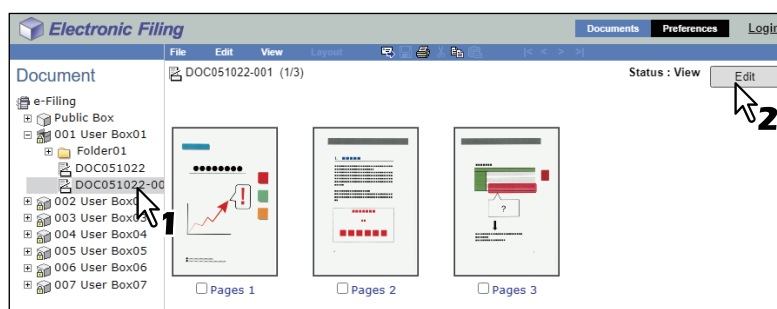 Electronic Filing
Documents Preferences Login
File Edit View Layout |< < > >|
Document
DOC051022-001 (1/3)
Status : View
Edit
2
e-Filing
Public Box
001 User Box01
Folder01
DOC051022
DOC051022-00
1
002 User Box0
003 User Box03
004 User Box04
005 User Box05
006 User Box06
007 User Box07
!
1.
?
Pages 1 Pages 2 Pages 3